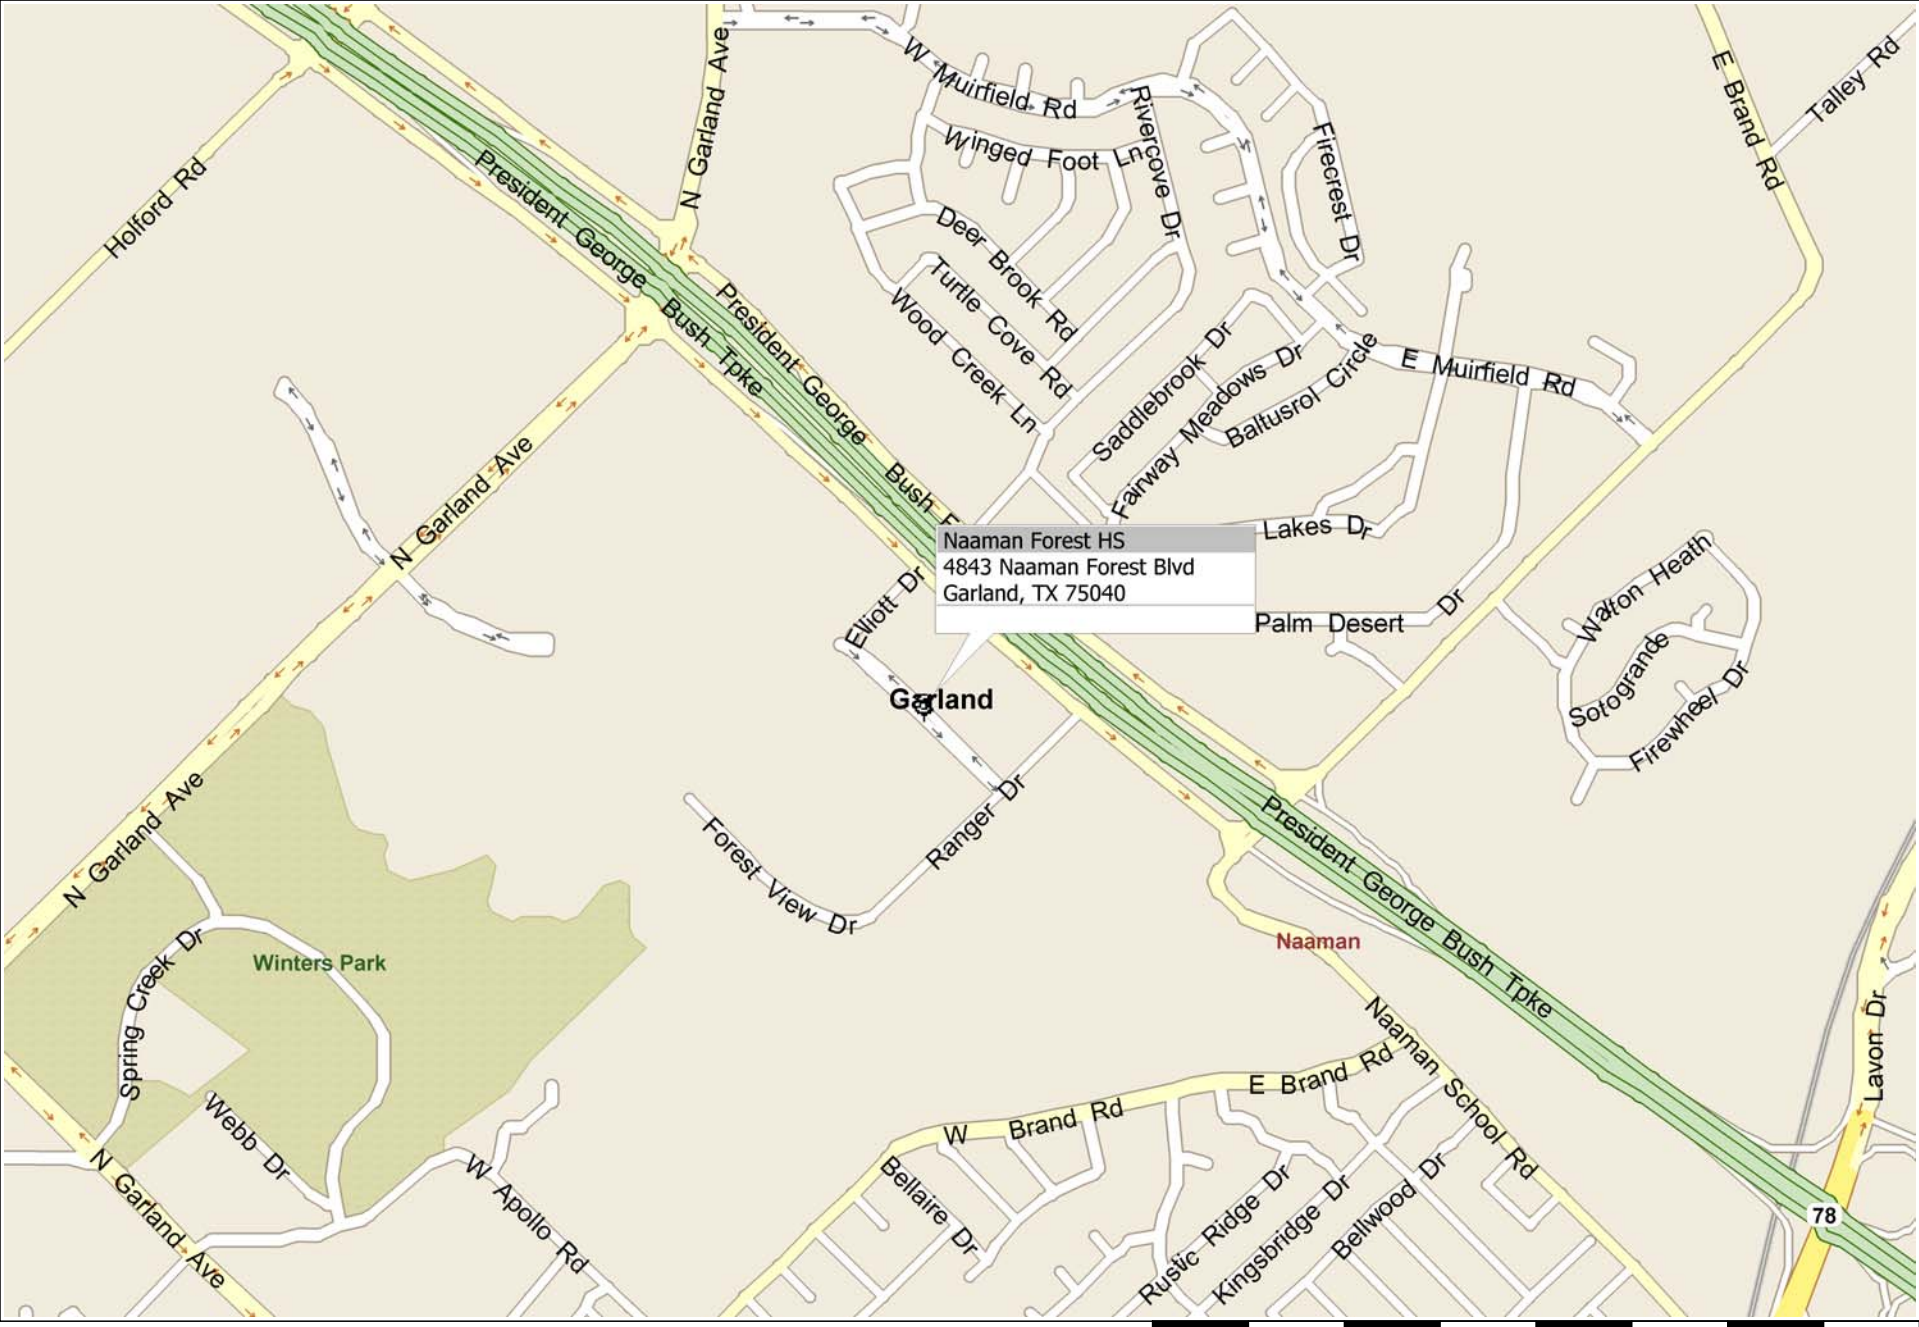 N Garland Ave
W Muirfield Rd
E Brand Rd
Talley Rd
Holford Rd
President George Bush Tpke
Winged Foot Ln
Rivercove Dr
Firecrest Dr
Deer Brook Rd
Turtle Cove Rd
Wood Creek Ln
President George Bush
Saddlebrook Dr
Fairway Meadows Dr
Baltusrol Circle
E Muirfield Rd
N Garland Ave
Lakes Dr
Naaman Forest HS
4843 Naaman Forest Blvd
Garland, TX 75040
Elliott Dr
Palm Desert Dr
Walton Heath
Sotogrande
Firewheel Dr
Garland
N Garland Ave
Forest View Dr
Ranger Dr
President George Bush Tpke
Naaman
Winters Park
Spring Creek Dr
Webb Dr
N Garland Ave
W Apollo Rd
W Brand Rd
E Brand Rd
Naaman School Rd
Lavon Dr
Bellaire Dr
Rustic Ridge Dr
Kingsbridge Dr
Bellwood Dr
78